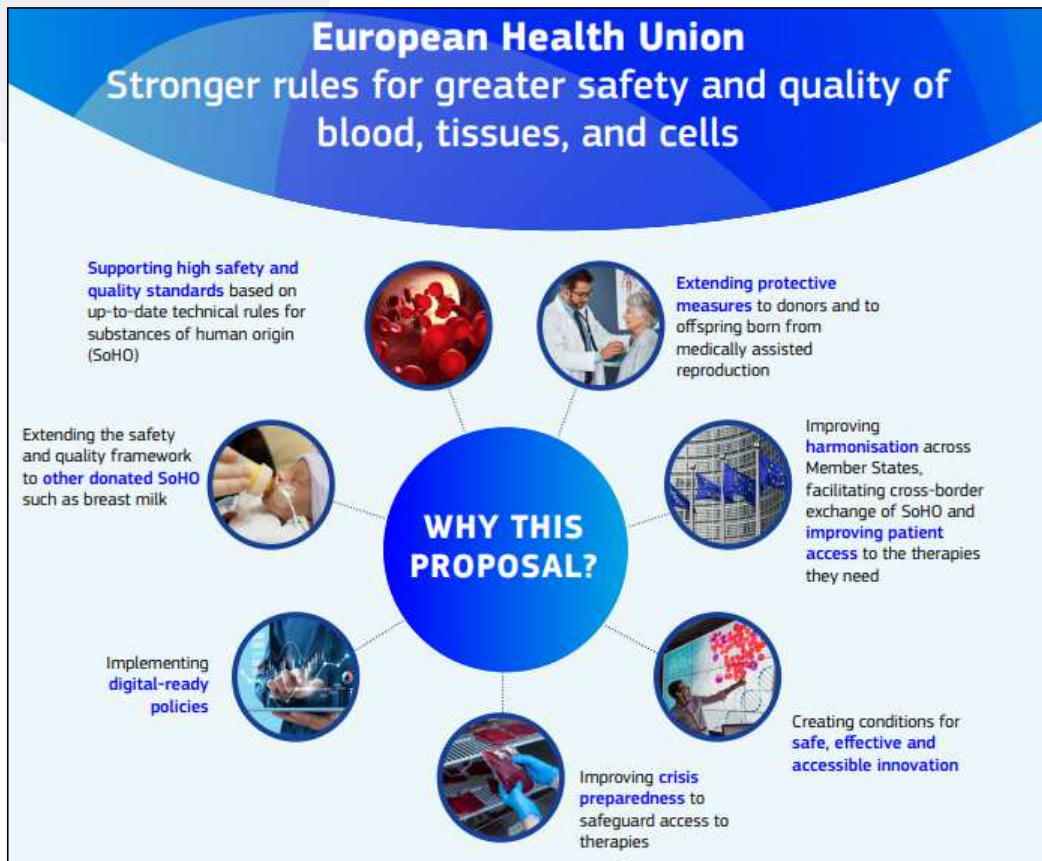 European Health Union
Stronger rules for greater safety and quality of
blood, tissues, and cells
Supporting high safety and
quality standards based on
up-to-date technical rules for
substances of human origin
(SoHO)
Extending protective
measures to donors and to
offspring born from
medically assisted
reproduction
Extending the safety
and quality framework
to other donated SoHO
such as breast milk
Improving
harmonisation across
Member States,
facilitating cross-border
exchange of SoHO and
improving patient
access to the therapies
they need
WHY THIS
PROPOSAL?
Implementing
digital-ready
policies
Creating conditions for
safe, effective and
accessible innovation
Improving crisis
preparedness to
safeguard access to
therapies